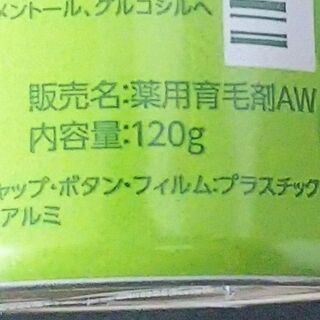 メントール、グルコシルヘ
販売名:薬用育毛剤AW
内容量:120g
ャップ・ボタン・フィルム:プラスチック
アルミ